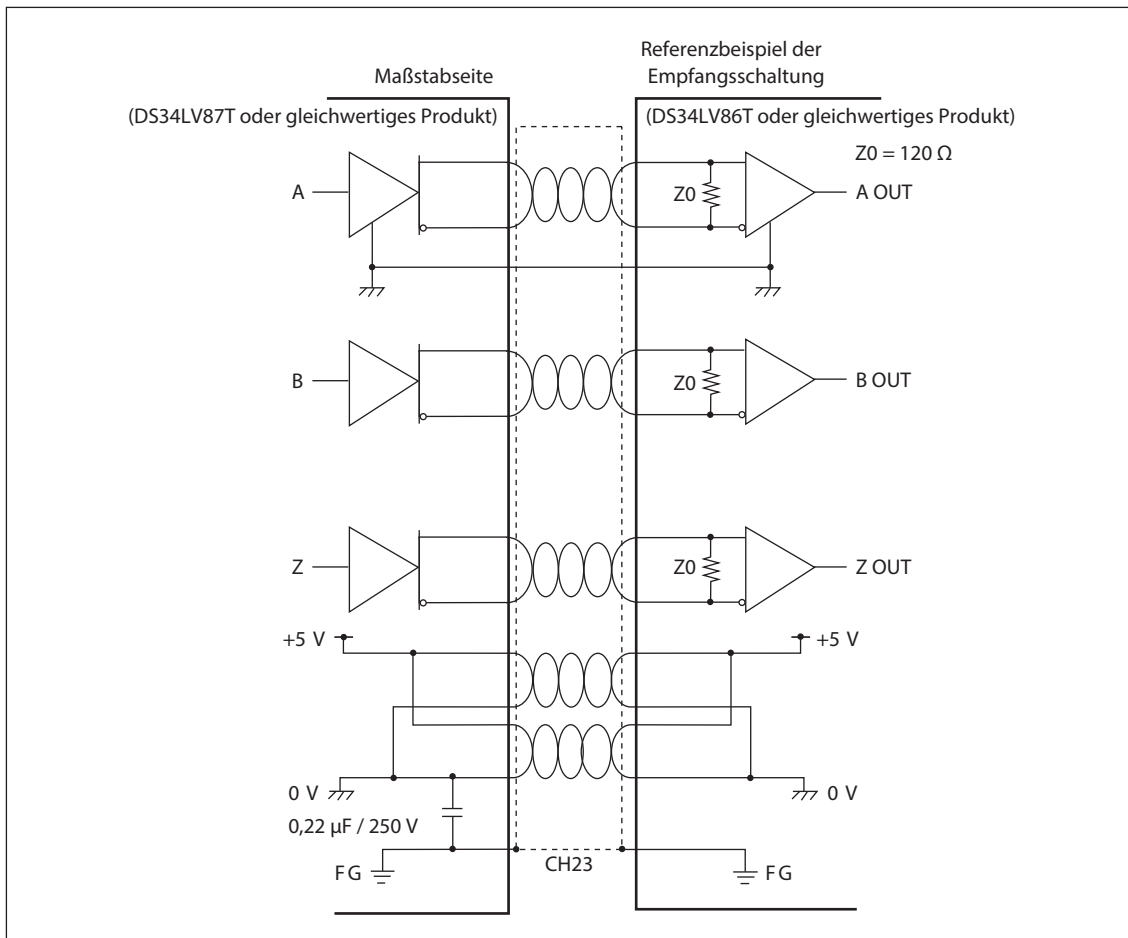 Maßstabseite
Referenzbeispiel der
Empfangsschaltung
(DS34LV87T oder gleichwertiges Produkt)
(DS34LV86T oder gleichwertiges Produkt)
Z0 = 120 Ω
A
Z0
A OUT
B
Z0
B OUT
Z
Z0
Z OUT
+5 V
+5 V
0 V
0 V
0,22 µF / 250 V
CH23
FG
FG